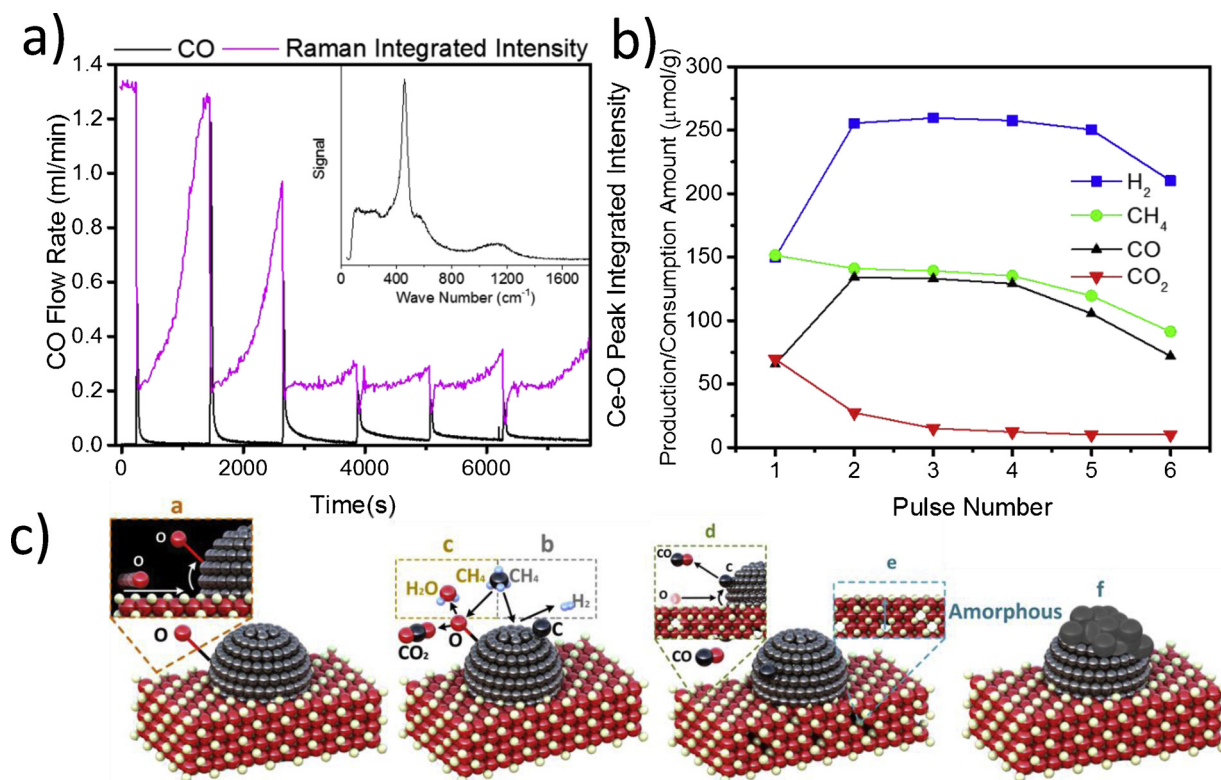 a)
CO Raman Integrated Intensity
CO Flow Rate (ml/min)
1.4
1.2
1.0
0.8
0.6
0.4
0.2
0.0
0 2000 4000 6000
Time(s)
Signal
0 400 800 1200 1600
Wave Number (cm⁻¹)
Ce-O Peak Integrated Intensity
b)
Production/Consumption Amount (μmol/g)
300
250
200
150
100
50
0
H₂
CH₄
CO
CO₂
1 2 3 4 5 6
Pulse Number
c)
a
O
O
O
c b
CH₄ CH₄
H₂O
H₂
O C
CO₂
d
CO
C
O
CO
e
Amorphous
f